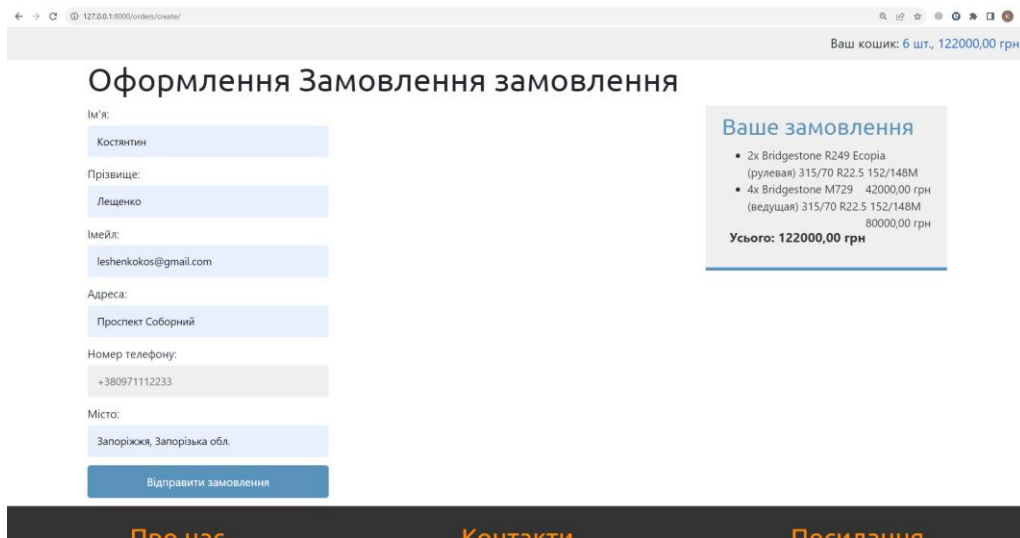 127.0.0.1:8000/orders/create/
Ваш кошик: 6 шт., 122000,00 грн
Оформлення Замовлення замовлення
Ім'я:
Костянтин
Прізвище:
Лещенко
Імейл:
leshenkokos@gmail.com
Адреса:
Проспект Соборний
Номер телефону:
+380971112233
Місто:
Запоріжжя, Запорізька обл.
Відправити замовлення
Ваше замовлення
2x Bridgestone R249 Ecopia
(рулевая) 315/70 R22.5 152/148M
4x Bridgestone M729 42000,00 грн
(ведущая) 315/70 R22.5 152/148M
80000,00 грн
Усього: 122000,00 грн
Про нас
Контакти
Посилання